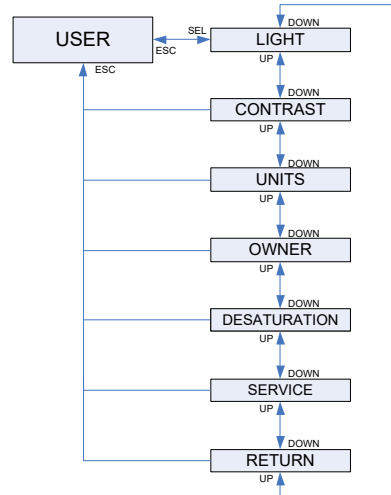 DOWN
USER
SEL
ESC
LIGHT
UP
ESC
DOWN
CONTRAST
UP
DOWN
UNITS
UP
DOWN
OWNER
UP
DOWN
DESATURATION
UP
DOWN
SERVICE
UP
DOWN
RETURN
UP